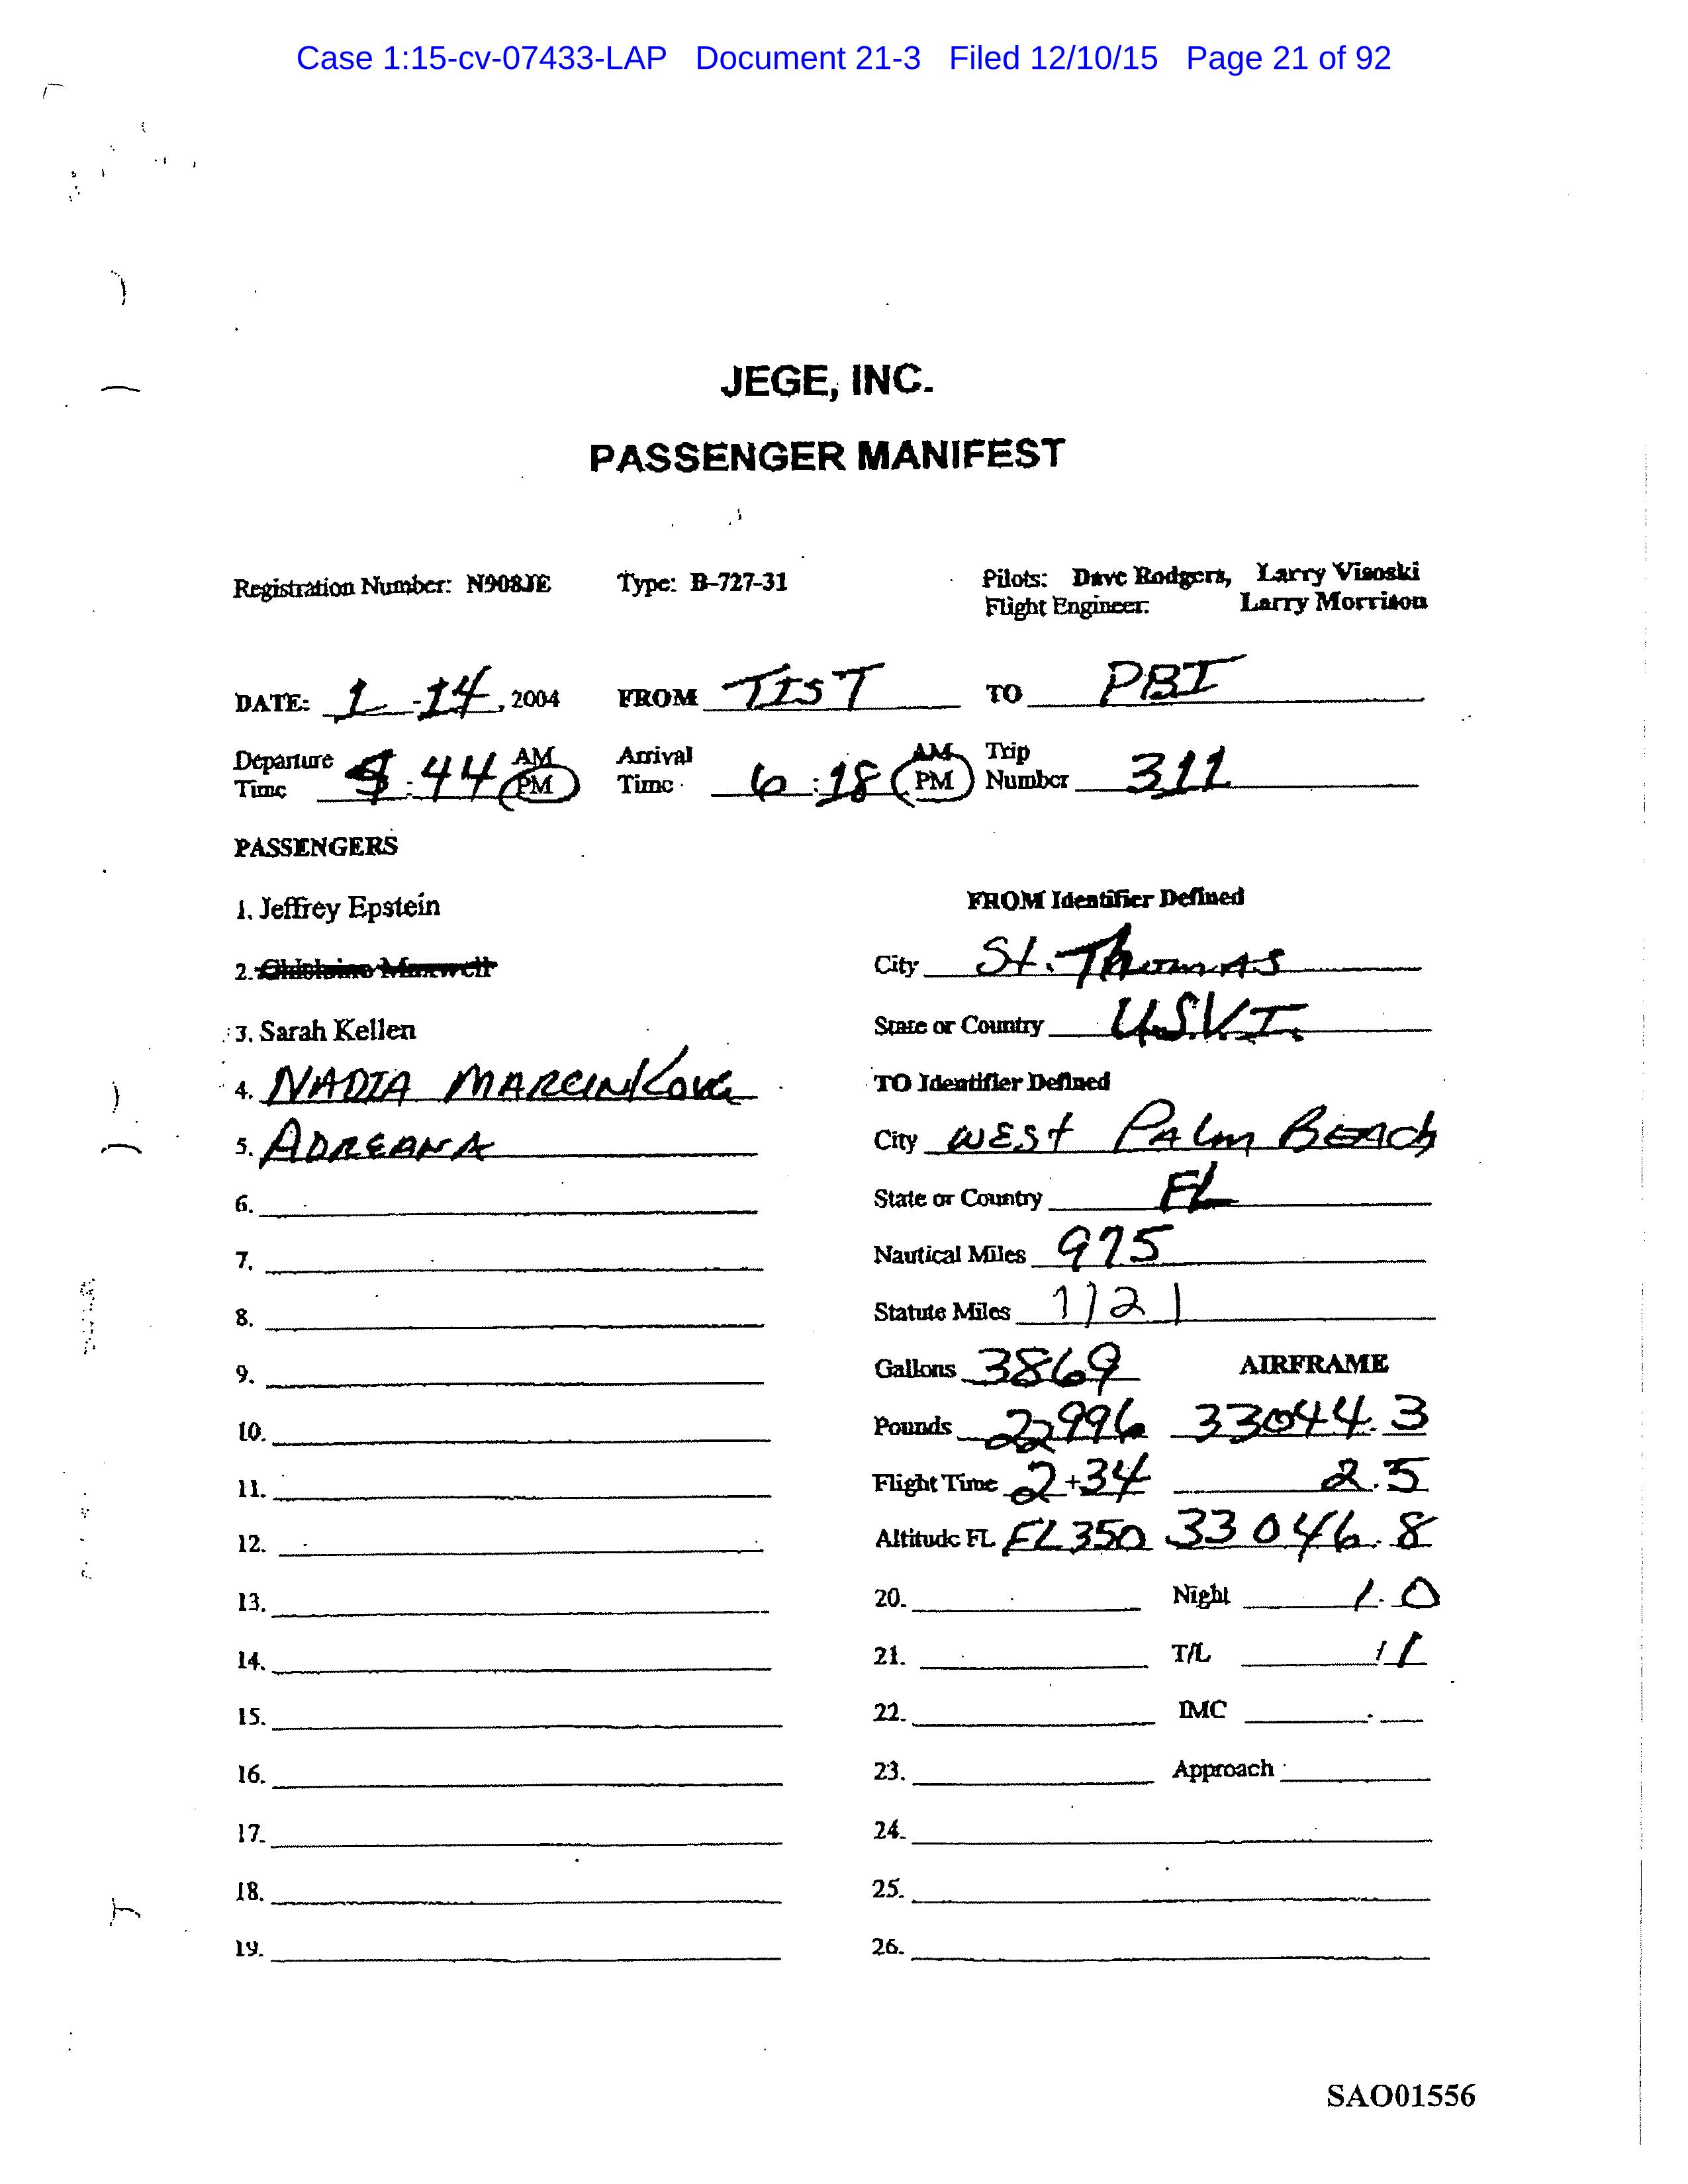 Case 1:15-cv-07433-LAP Document 21-3 Filed 12/10/15 Page 21 of 92
JEGE, INC.
PASSENGER MANIFEST
Registration Number: N908JE Type: B-727-31 Pilots: Dave Rodgers, Larry Visoski
Flight Engineer: Larry Morrison
DATE: 1-14, 2004 FROM TIST TO PBI
Departure Time :44 AM PM Arrival Time 6:18 AM PM Trip Number 311
PASSENGERS
1. Jeffrey Epstein
FROM Identifier Defined
2. Ghislaine Maxwell
City St. Thomas
3. Sarah Kellen
State or Country U.S.V.I.
4. NADIA MARCINKOVA
TO Identifier Defined
5. ADREANA
City WEST PALM BEACH
6.
State or Country FL
7.
Nautical Miles 975
8.
Statute Miles 1121
9.
Gallons 3869 AIRFRAME
10.
Pounds 22996 33044.3
11.
Flight Time 2+34 2.5
12.
Altitude FL FL350 33046.8
13.
20. Night 1.0
14.
21. T/L 1/1
15.
22. IMC .
16.
23. Approach
17.
24.
18.
25.
19.
26.
SAO01556